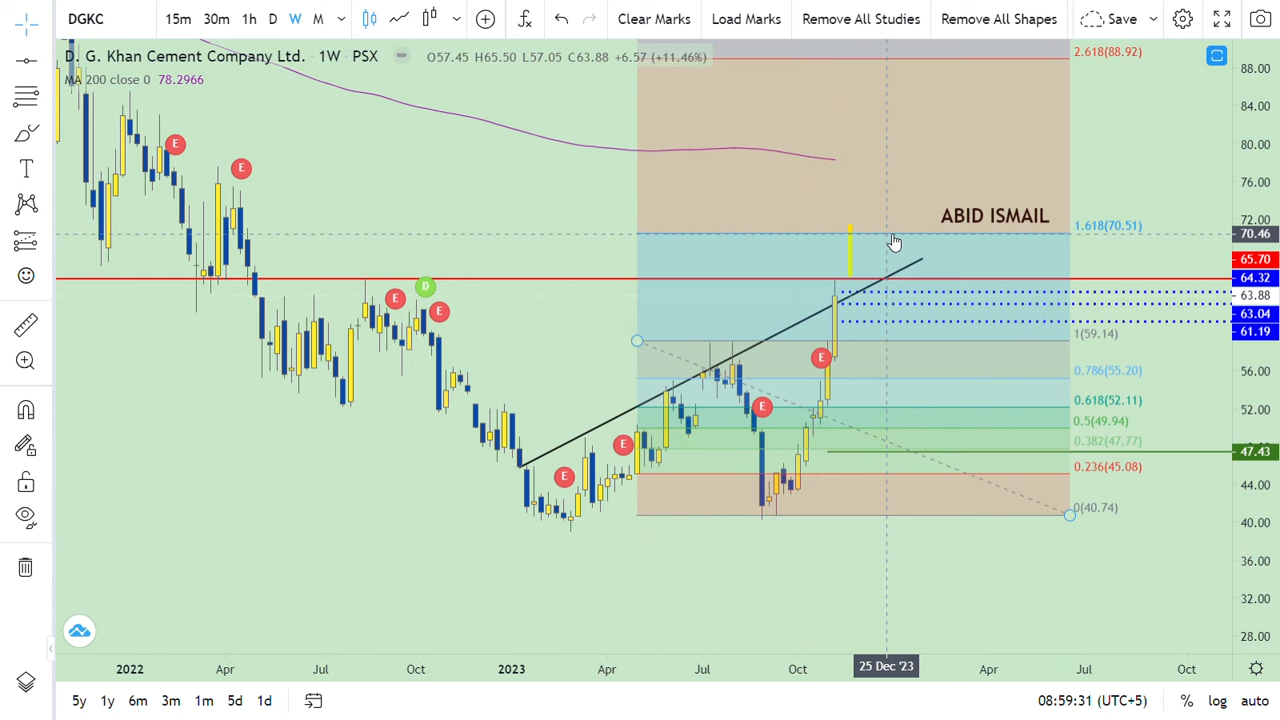 DGKC 15m 30m 1h D W M Clear Marks Load Marks Remove All Studies Remove All Shapes Save
D. G. Khan Cement Company Ltd. 1W PSX O57.45 H65.50 L57.05 C63.88 +6.57 (+11.46%)
MA 200 close 0 78.2966
2.618(88.92)
88.00
84.00
80.00
76.00
72.00
ABID ISMAIL
1.618(70.51)
70.46
65.70
64.32
63.88
63.04
61.19
1(59.14)
56.00
0.786(55.20)
52.00
0.618(52.11)
0.5(49.94)
0.382(47.77)
47.43
0.236(45.08)
44.00
0(40.74)
40.00
36.00
32.00
28.00
E
E
E
D
E
E
E
E
E
2022 Apr Jul Oct 2023 Apr Jul Oct 25 Dec '23 Apr Jul Oct
5y 1y 6m 3m 1m 5d 1d 08:59:31 (UTC+5) % log auto